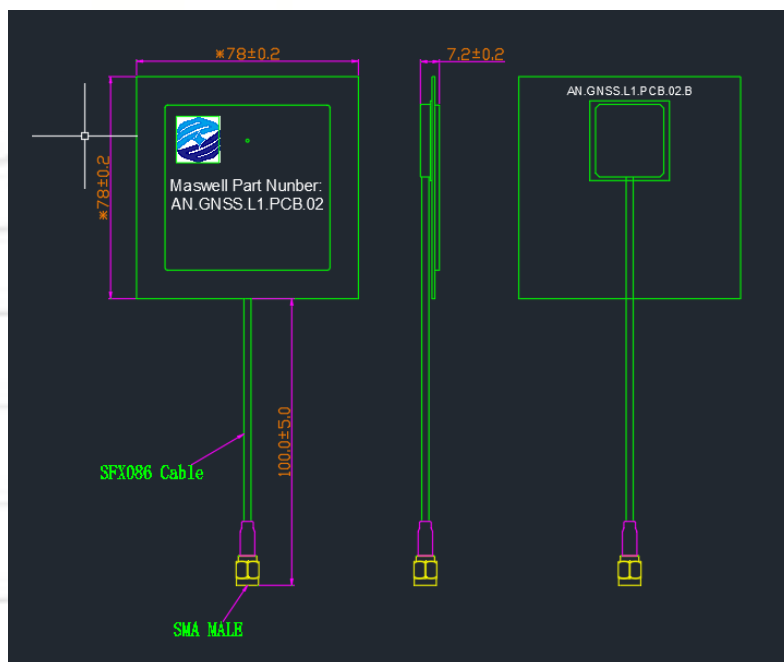 *78±0.2
7.2±0.2
*78±0.2
AN.GNSS.L1.PCB.02.B
Maswell Part Nunber:
AN.GNSS.L1.PCB.02
100.0±5.0
SFX086 Cable
SMA MALE